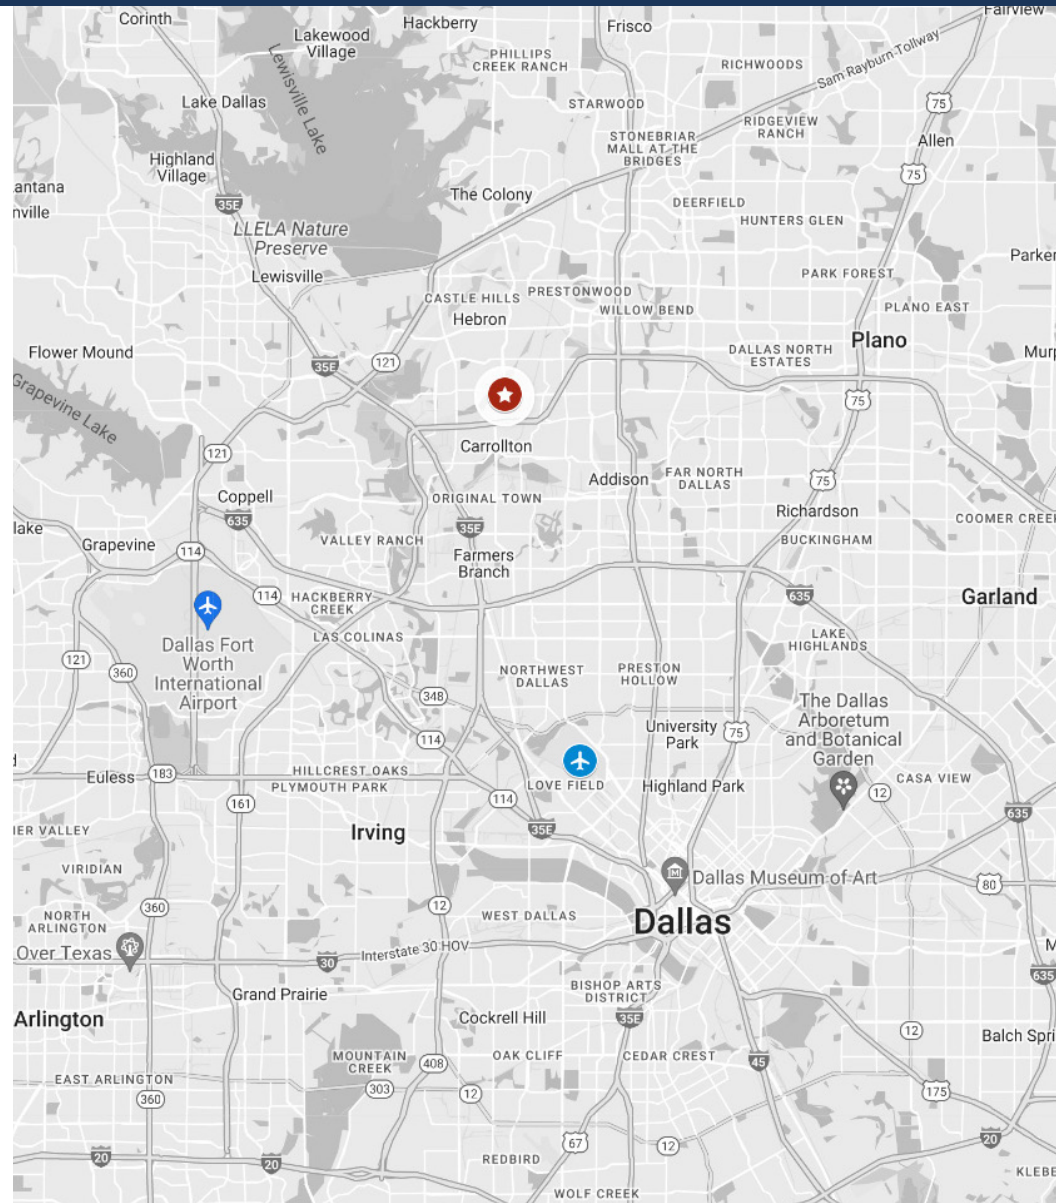 Corinth
Hackberry
Fairview
Lakewood
Village
Frisco
PHILLIPS
CREEK RANCH
RICHWOODS
Sam Rayburn Tollway
Lewisville Lake
Lake Dallas
STARWOOD
75
RIDGEVIEW
RANCH
Allen
STONEBRIAR
MALL AT THE
BRIDGES
Highland
Village
75
antana
nville
35E
The Colony
DEERFIELD
HUNTERS GLEN
LLELA Nature
Preserve
Parker
Lewisville
PARK FOREST
CASTLE HILLS
PRESTONWOOD
WILLOW BEND
PLANO EAST
Hebron
Plano
Flower Mound
DALLAS NORTH
ESTATES
Murp
35E
121
Grapevine Lake
75
Carrollton
121
Addison
FAR NORTH
DALLAS
75
Coppell
ORIGINAL TOWN
Richardson
COOMER CREE
635
lake
35E
Grapevine
114
VALLEY RANCH
BUCKINGHAM
Farmers
Branch
114
HACKBERRY
CREEK
635
Garland
LAS COLINAS
LAKE
HIGHLANDS
Dallas Fort
Worth
International
Airport
121
360
NORTHWEST
DALLAS
PRESTON
HOLLOW
348
The Dallas
Arboretum
and Botanical
Garden
University
Park
75
114
Euless
183
HILLCREST OAKS
PLYMOUTH PARK
LOVE FIELD
Highland Park
CASA VIEW
12
161
114
635
IER VALLEY
Irving
35E
VIRIDIAN
Dallas Museum of Art
80
360
12
NORTH
ARLINGTON
WEST DALLAS
Dallas
Over Texas
Interstate 30 HOV
M
30
635
Grand Prairie
BISHOP ARTS
DISTRICT
Arlington
Cockrell Hill
35E
12
Balch Spri
MOUNTAIN
CREEK
408
OAK CLIFF
CEDAR CREST
45
EAST ARLINGTON
303
12
175
360
67
12
20
20
20
REDBIRD
KLEBE
WOLF CREEK